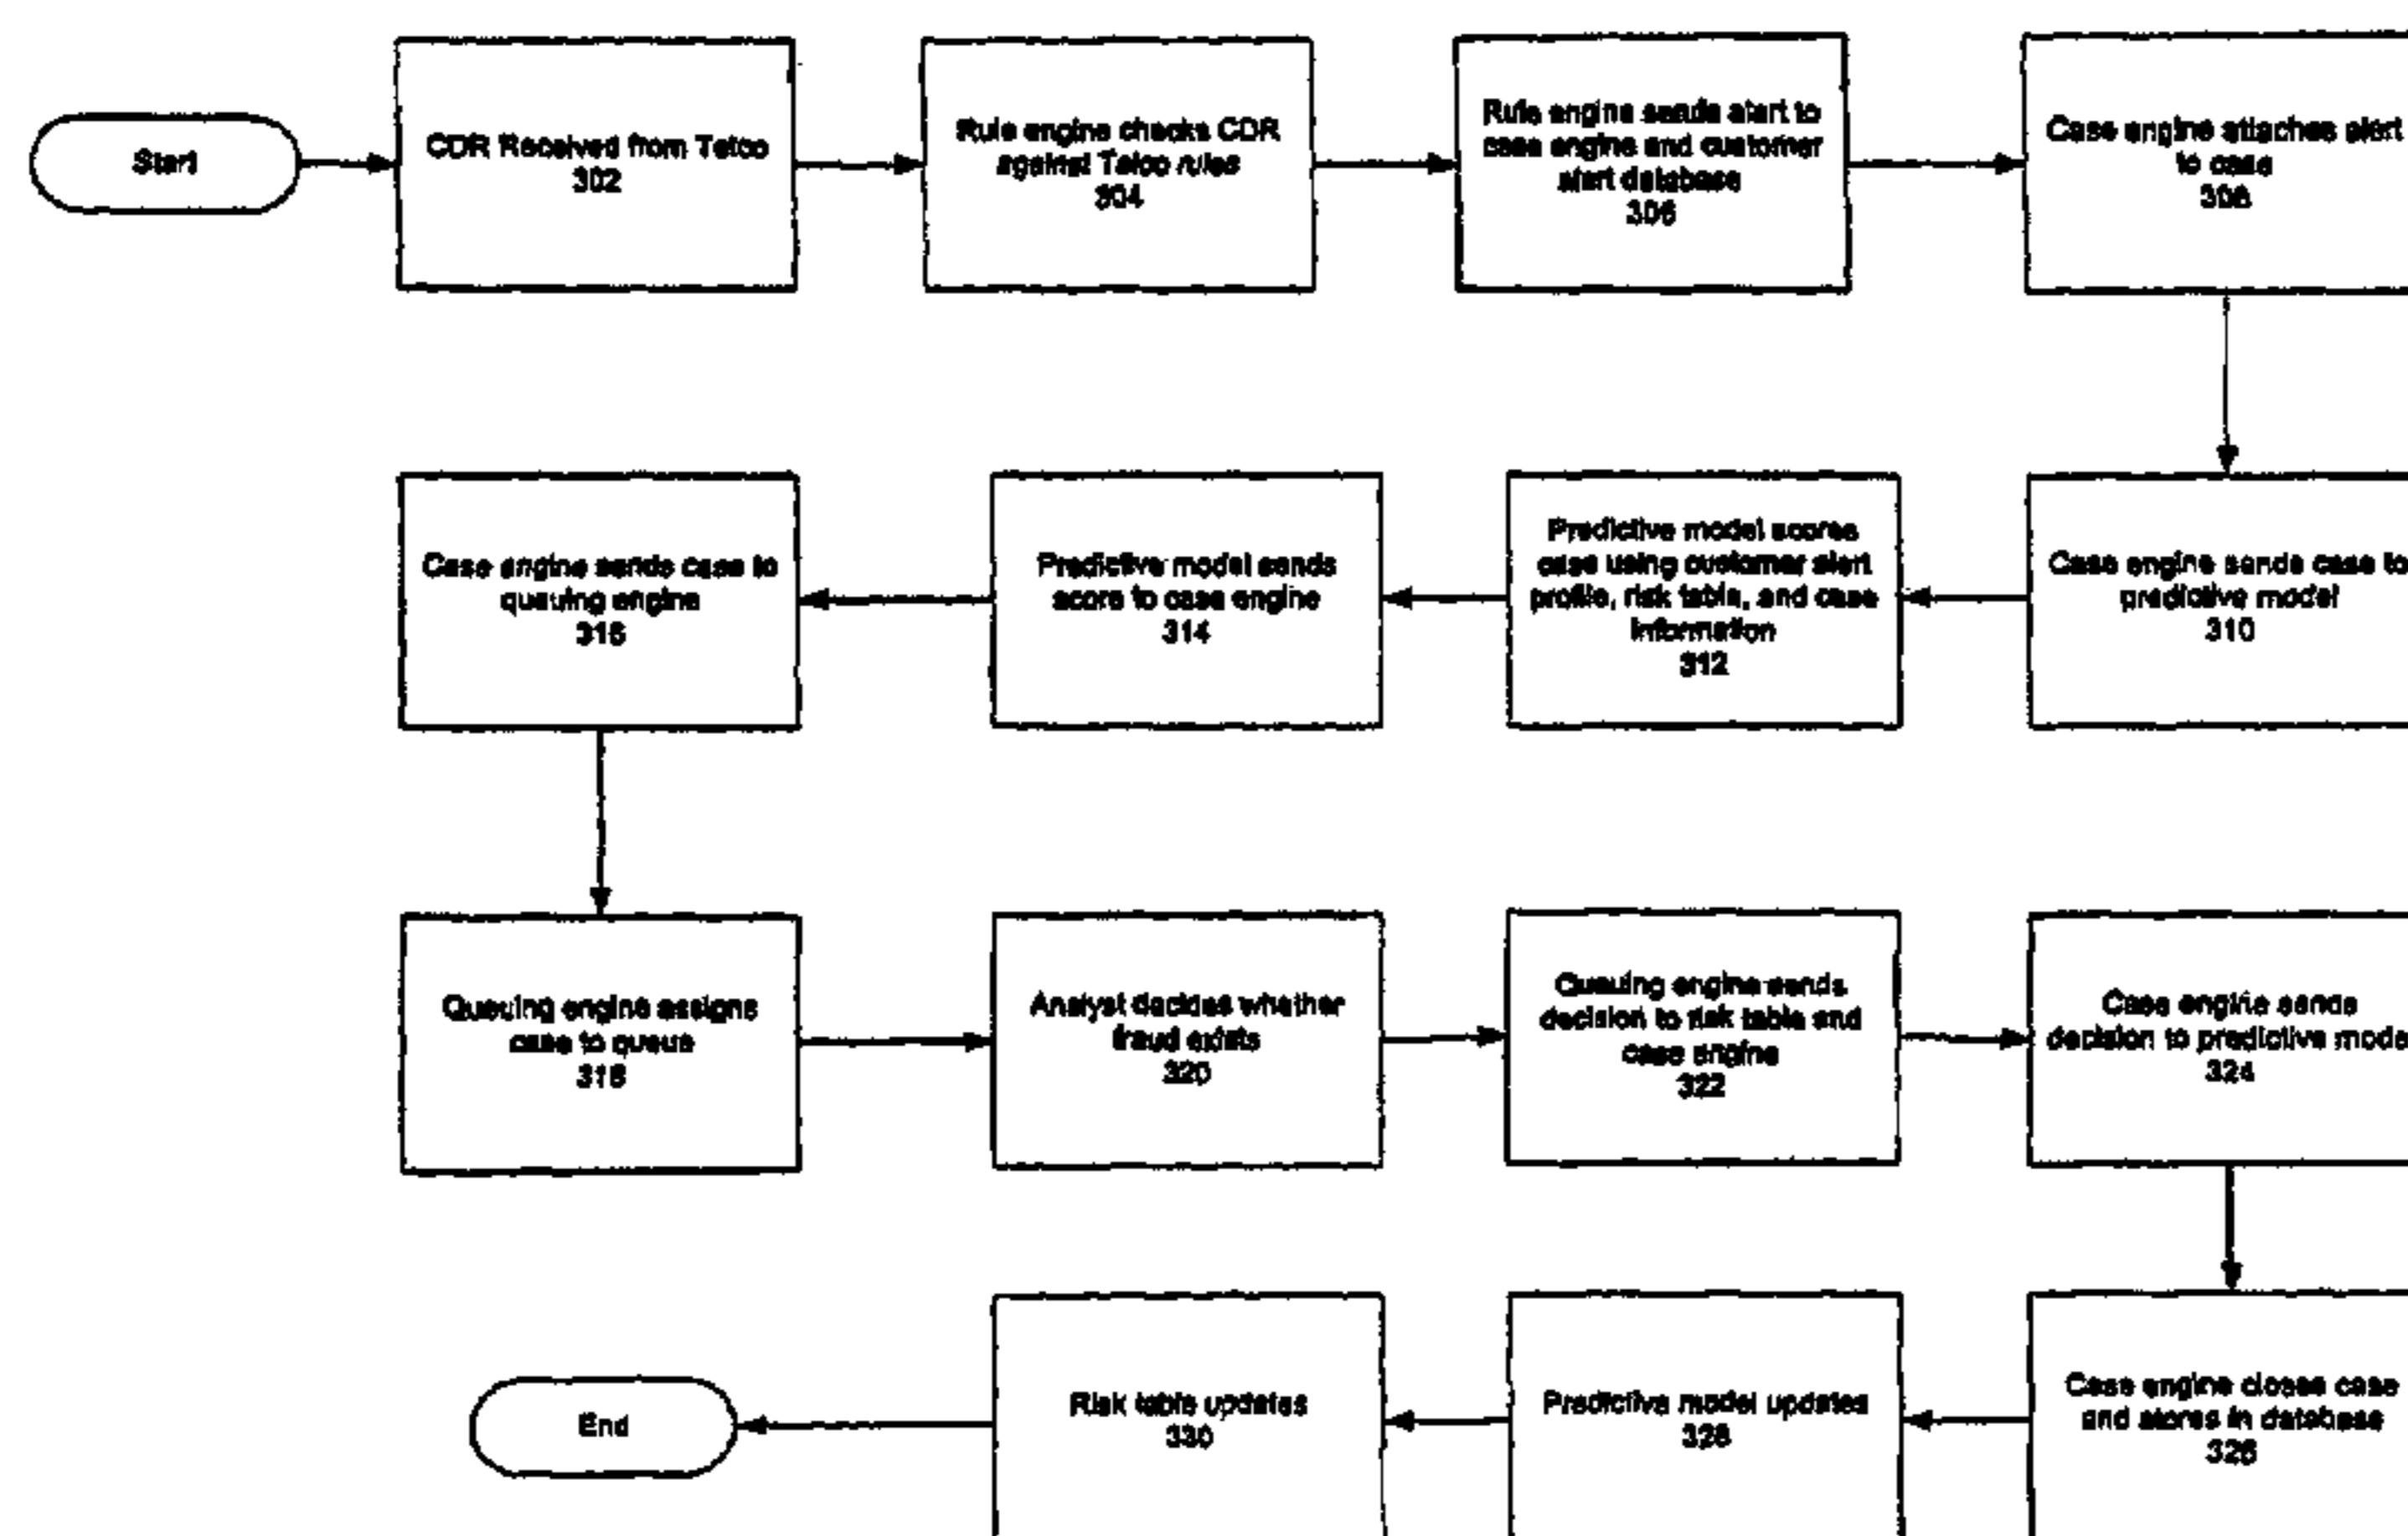 Start
CDR Received from Telco
302
Rule engine checks CDR
against Telco rules
304
Rule engine sends alert to
case engine and customer
alert database
306
Case engine attaches alert
to case
308
Case engine sends case to
predictive model
310
Predictive model scores
case using customer alert
profile, risk table, and case
information
312
Predictive model sends
score to case engine
314
Case engine sends case to
queuing engine
316
Queuing engine assigns
case to queue
318
Analyst decides whether
fraud exists
320
Queuing engine sends
decision to risk table and
case engine
322
Case engine sends
decision to predictive mode
324
Case engine closes case
and stores in database
326
Predictive model updates
328
Risk table updates
330
End